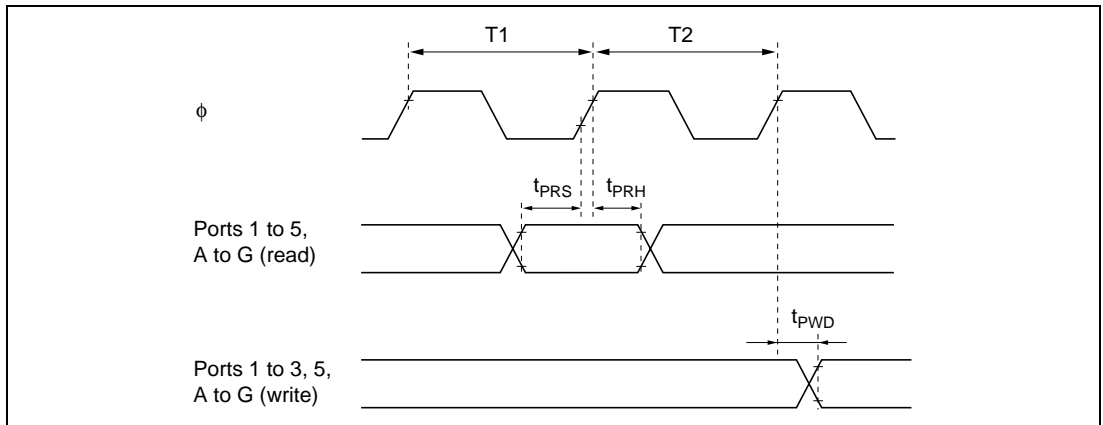 T1 T2
ϕ
tPRS tPRH
Ports 1 to 5,
A to G (read)
tPWD
Ports 1 to 3, 5,
A to G (write)